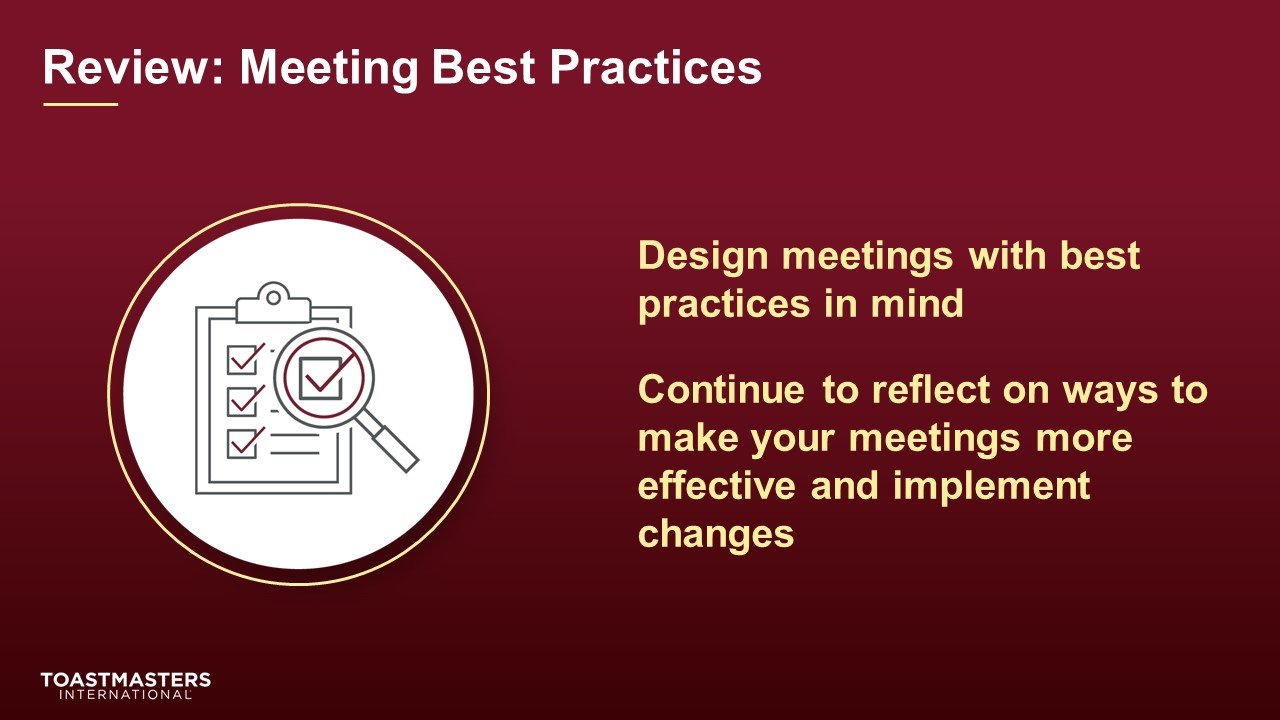 Review: Meeting Best Practices
Design meetings with best
practices in mind
Continue to reflect on ways to
make your meetings more
effective and implement
changes
TOASTMASTERS
INTERNATIONAL